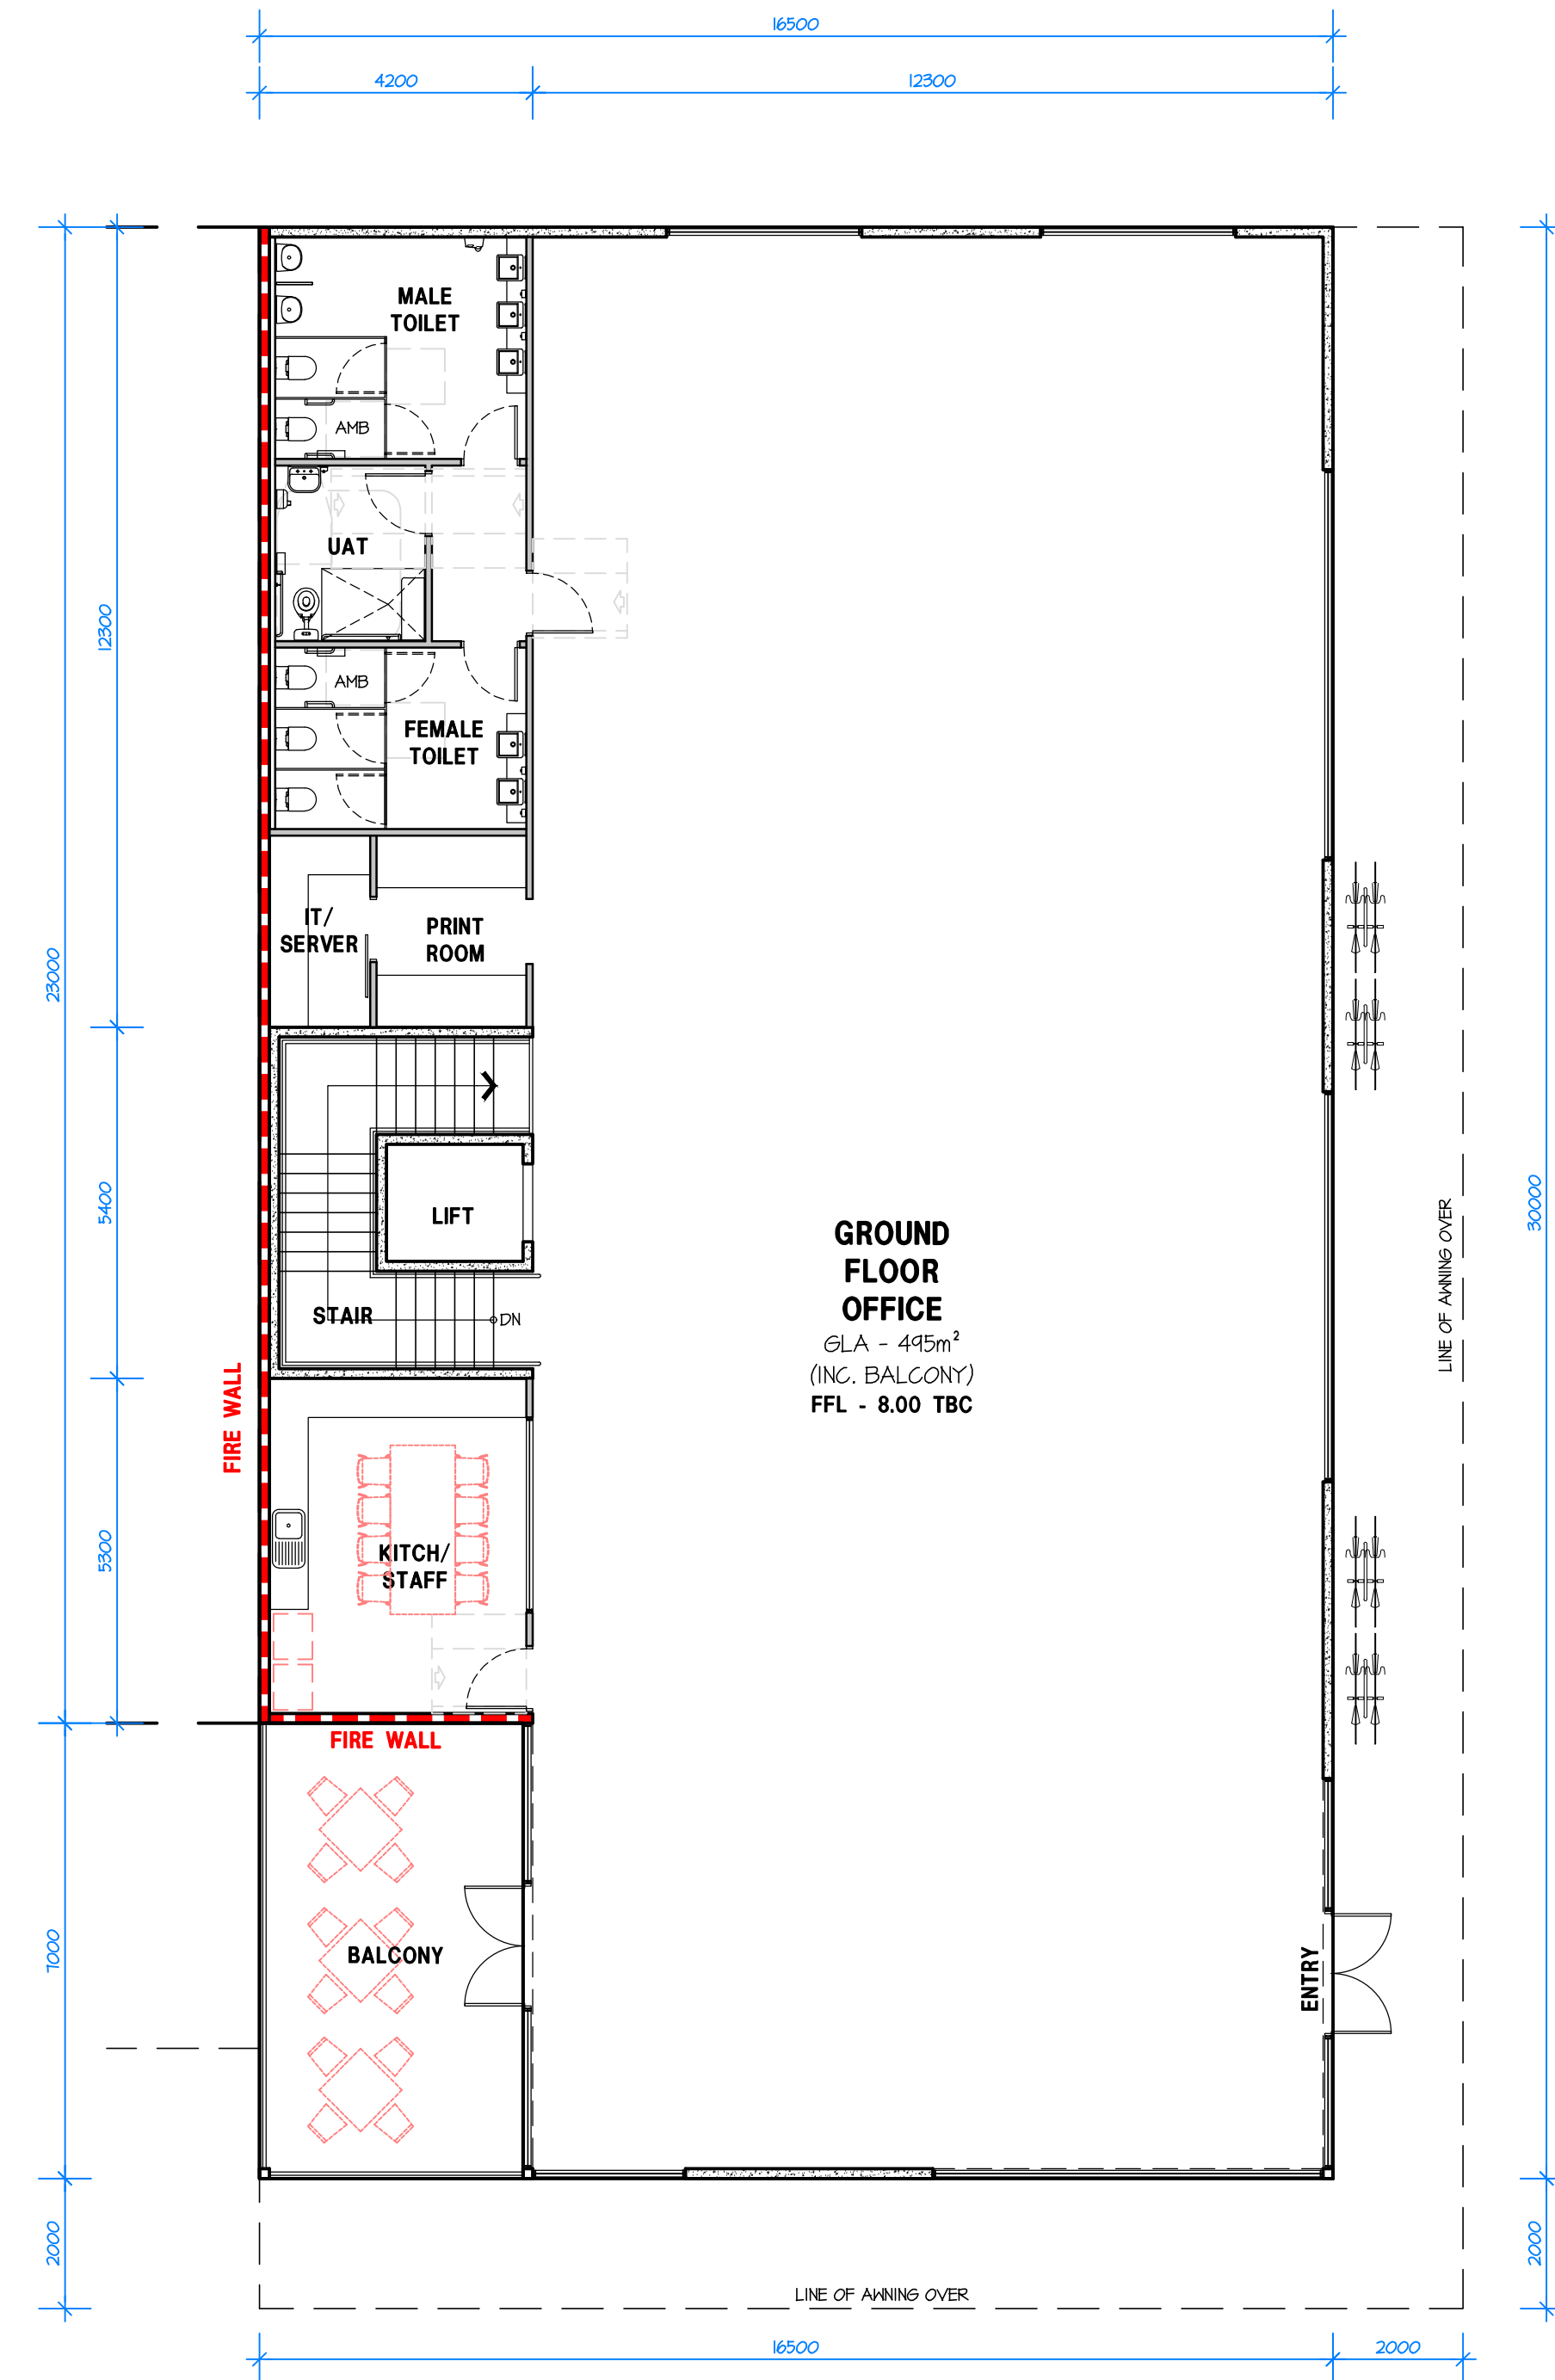 16500
4200
12300
MALE
TOILET
AMB
UAT
12300
AMB
FEMALE
TOILET
IT/
SERVER
PRINT
ROOM
23000
5400
LIFT
30000
GROUND
FLOOR
OFFICE
GLA - 495m²
(INC. BALCONY)
FFL - 8.00 TBC
LINE OF AWNING OVER
STAIR
DN
FIRE WALL
5300
KITCH/
STAFF
FIRE WALL
7000
BALCONY
ENTRY
2000
2000
LINE OF AWNING OVER
16500
2000